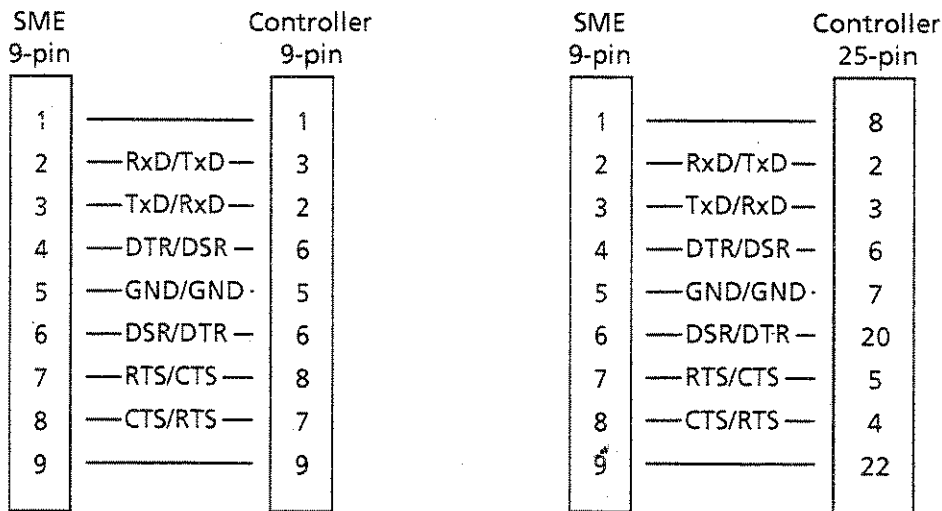 SME Controller
9-pin 9-pin
1 1
2 RxD/TxD 3
3 TxD/RxD 2
4 DTR/DSR 6
5 GND/GND 5
6 DSR/DTR 6
7 RTS/CTS 8
8 CTS/RTS 7
9 9
SME Controller
9-pin 25-pin
1 8
2 RxD/TxD 2
3 TxD/RxD 3
4 DTR/DSR 6
5 GND/GND 7
6 DSR/DTR 20
7 RTS/CTS 5
8 CTS/RTS 4
9 22